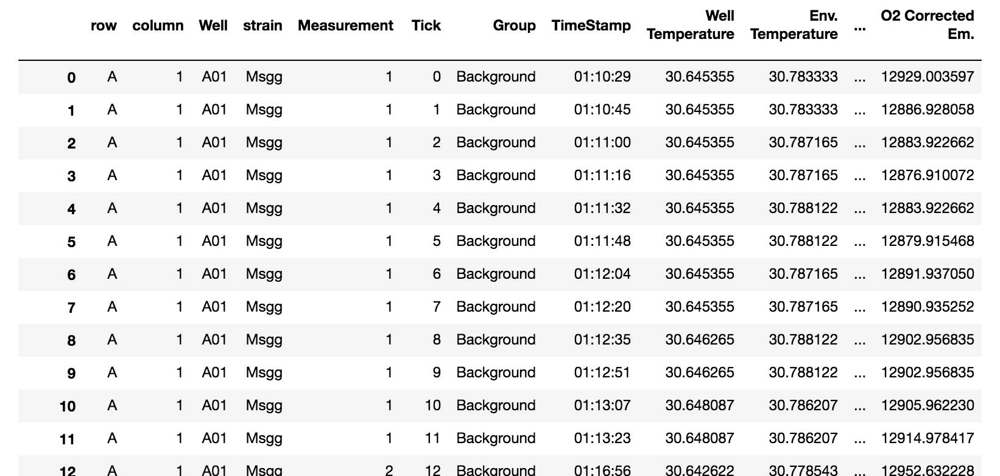 row column Well strain Measurement Tick Group TimeStamp Well Temperature Env. Temperature ... O2 Corrected Em.
0 A 1 A01 Msgg 1 0 Background 01:10:29 30.645355 30.783333 ... 12929.003597
1 A 1 A01 Msgg 1 1 Background 01:10:45 30.645355 30.783333 ... 12886.928058
2 A 1 A01 Msgg 1 2 Background 01:11:00 30.645355 30.787165 ... 12883.922662
3 A 1 A01 Msgg 1 3 Background 01:11:16 30.645355 30.787165 ... 12876.910072
4 A 1 A01 Msgg 1 4 Background 01:11:32 30.645355 30.788122 ... 12883.922662
5 A 1 A01 Msgg 1 5 Background 01:11:48 30.645355 30.788122 ... 12879.915468
6 A 1 A01 Msgg 1 6 Background 01:12:04 30.645355 30.787165 ... 12891.937050
7 A 1 A01 Msgg 1 7 Background 01:12:20 30.645355 30.787165 ... 12890.935252
8 A 1 A01 Msgg 1 8 Background 01:12:35 30.646265 30.788122 ... 12902.956835
9 A 1 A01 Msgg 1 9 Background 01:12:51 30.646265 30.788122 ... 12902.956835
10 A 1 A01 Msgg 1 10 Background 01:13:07 30.648087 30.786207 ... 12905.962230
11 A 1 A01 Msgg 1 11 Background 01:13:23 30.648087 30.786207 ... 12914.978417
12 A 1 A01 Msgg 2 12 Background 01:16:56 30.642622 30.778543 ... 12952.632228